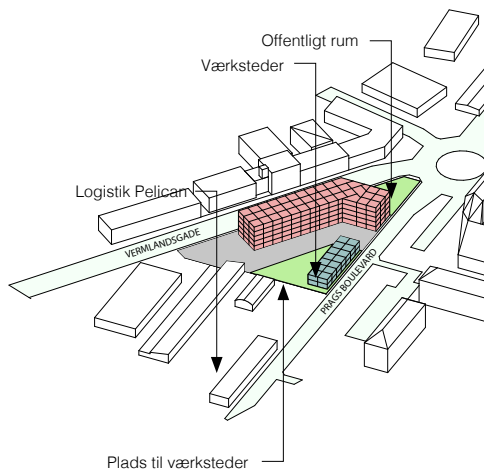 Offentligt rum
Værksteder
Logistik Pelican
VERMLANDSGADE
PRAGS BOULEVARD
Plads til værksteder